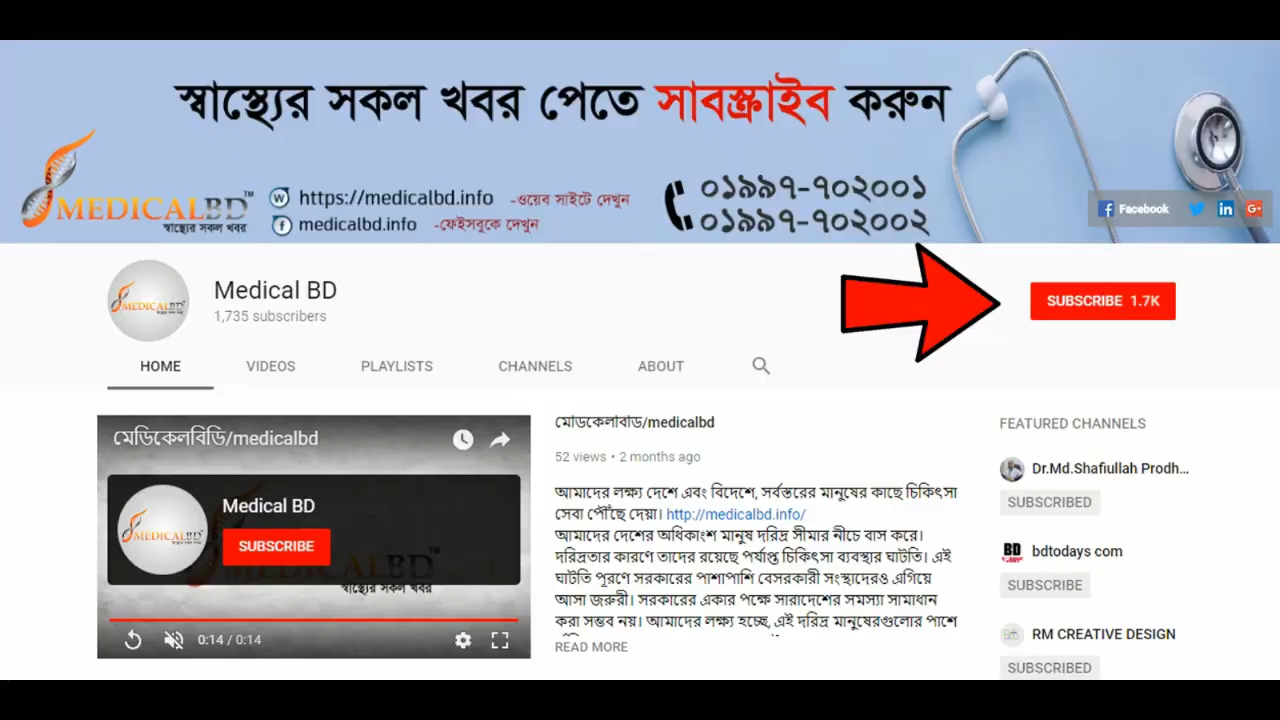 স্বাস্থ্যের সকল খবর পেতে সাবস্ক্রাইব করুন
MEDICALBD™
স্বাস্থ্যের সকল খবর
https://medicalbd.info -ওয়েব সাইটে দেখুন
medicalbd.info -ফেইসবুকে দেখুন
০১৯৯৭-৭০২০০১
০১৯৯৭-৭০২০০২
Facebook
Medical BD
1,735 subscribers
SUBSCRIBE 1.7K
HOME VIDEOS PLAYLISTS CHANNELS ABOUT
মেডিকেলবিডি/medicalbd
Medical BD
SUBSCRIBE
MEDICALBD™
স্বাস্থ্যের সকল খবর
0:14 / 0:14
মেডিকেলবিডি/medicalbd
52 views • 2 months ago
আমাদের লক্ষ্য দেশে এবং বিদেশে, সর্বস্তরের মানুষের কাছে চিকিৎসা
সেবা পৌঁছে দেয়া। http://medicalbd.info/
আমাদের দেশের অধিকাংশ মানুষ দরিদ্র সীমার নীচে বাস করে।
দরিদ্রতার কারণে তাদের রয়েছে পর্যাপ্ত চিকিৎসা ব্যবস্থার ঘাটতি। এই
ঘাটতি পূরণে সরকারের পাশাপাশি বেসরকারী সংস্থাদেরও এগিয়ে
আসা জরুরী। সরকারের একার পক্ষে সারাদেশের সমস্যা সামাধান
করা সম্ভব নয়। আমাদের লক্ষ্য হচ্ছে, এই দরিদ্র মানুষেরগুলোর পাশে
READ MORE
FEATURED CHANNELS
Dr.Md.Shafiullah Prodh...
SUBSCRIBED
bdtodays com
SUBSCRIBE
RM CREATIVE DESIGN
SUBSCRIBED